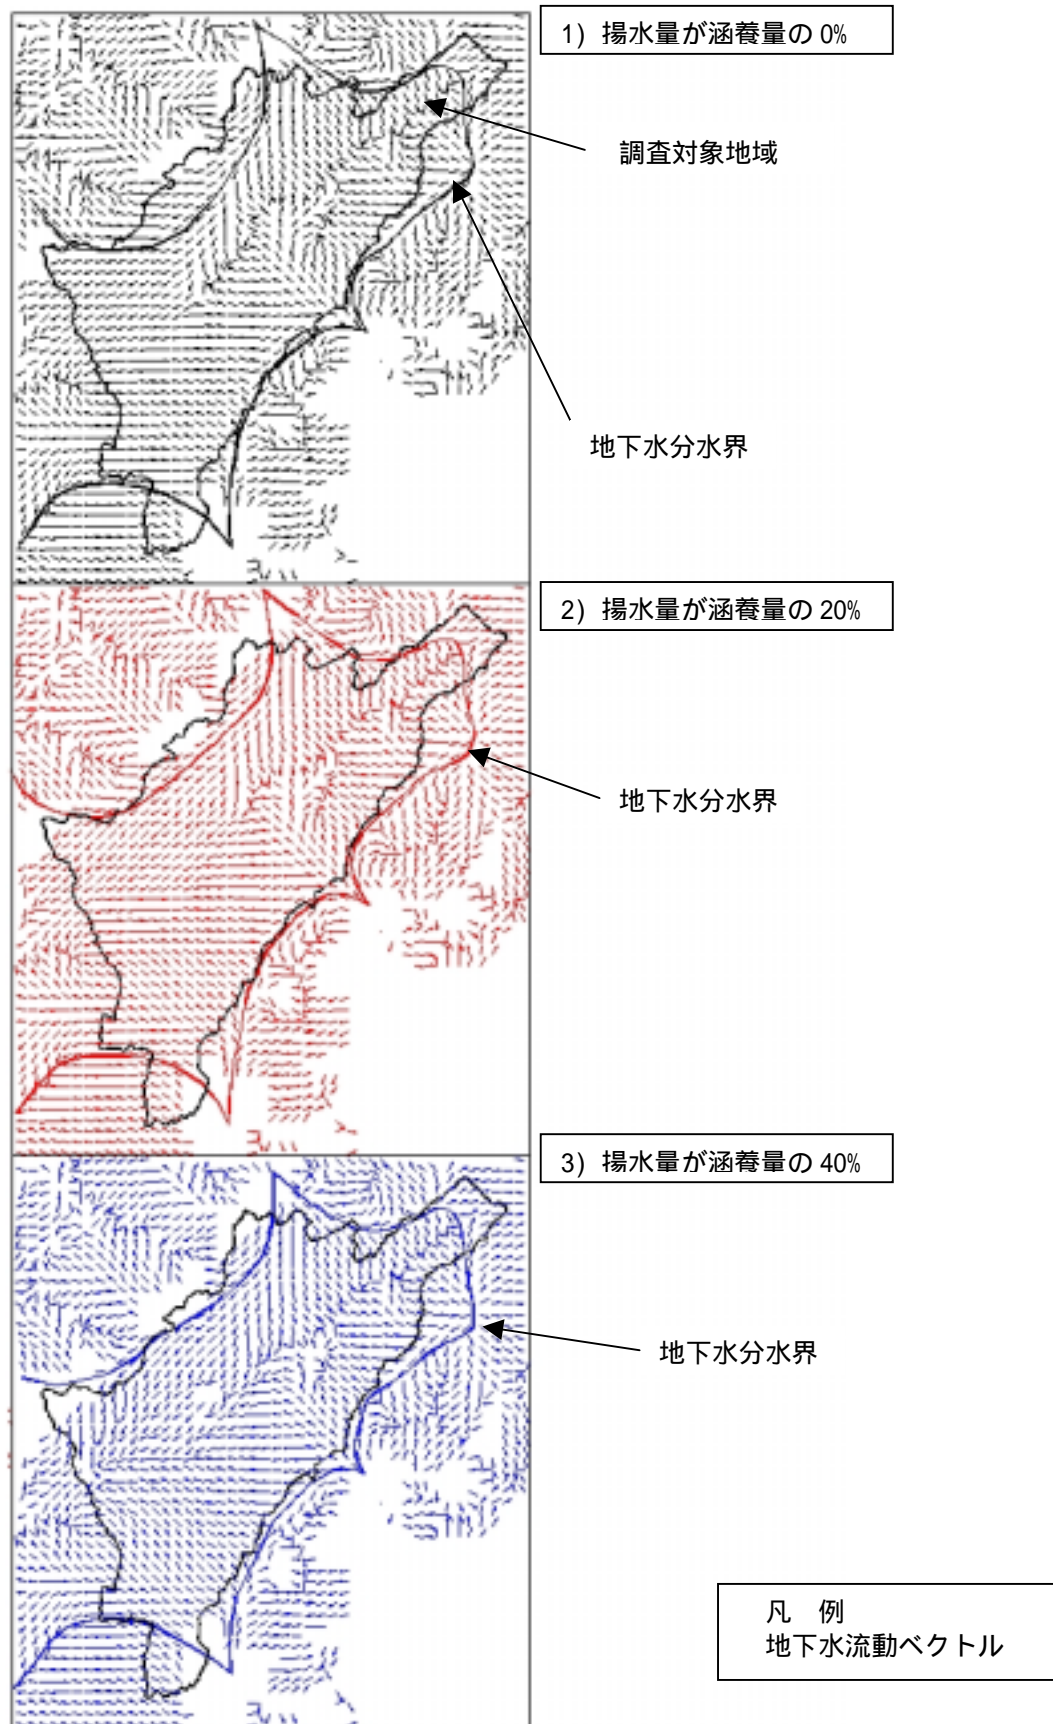 1) 揚水量が涵養量の 0%
調査対象地域
地下水分水界
2) 揚水量が涵養量の 20%
地下水分水界
3) 揚水量が涵養量の 40%
地下水分水界
凡 例
地下水流動ベクトル